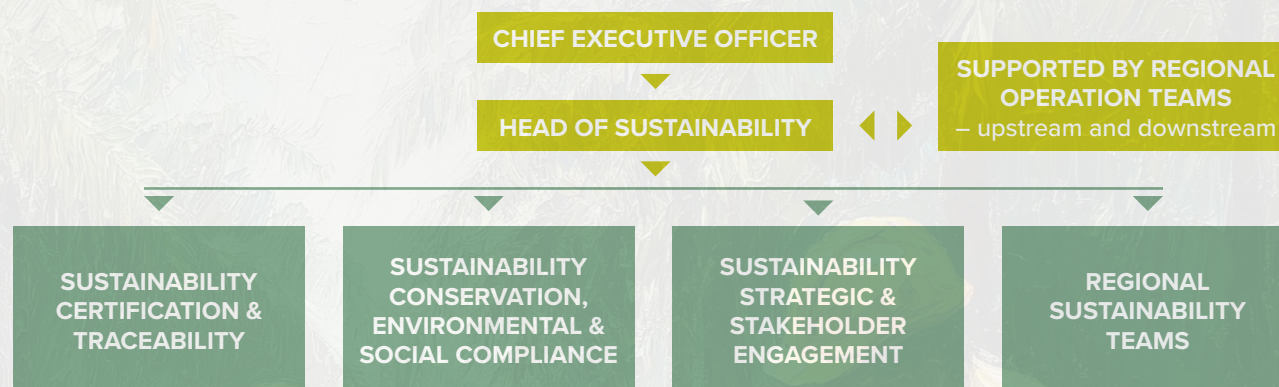 CHIEF EXECUTIVE OFFICER
HEAD OF SUSTAINABILITY
SUPPORTED BY REGIONAL
OPERATION TEAMS
– upstream and downstream
SUSTAINABILITY
CERTIFICATION &
TRACEABILITY
SUSTAINABILITY
CONSERVATION,
ENVIRONMENTAL &
SOCIAL COMPLIANCE
SUSTAINABILITY
STRATEGIC &
STAKEHOLDER
ENGAGEMENT
REGIONAL
SUSTAINABILITY
TEAMS